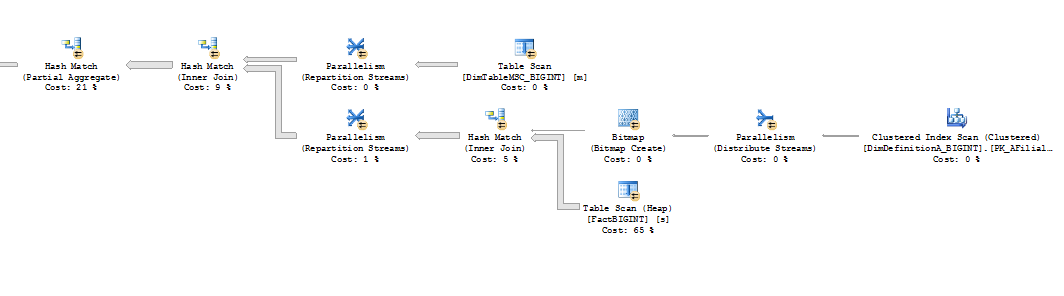 Hash Match
(Partial Aggregate)
Cost: 21 %
Hash Match
(Inner Join)
Cost: 9 %
Parallelism
(Repartition Streams)
Cost: 0 %
Table Scan
[DimTableMSC_BIGINT] [m]
Cost: 0 %
Parallelism
(Repartition Streams)
Cost: 1 %
Hash Match
(Inner Join)
Cost: 5 %
Bitmap
(Bitmap Create)
Cost: 0 %
Parallelism
(Distribute Streams)
Cost: 0 %
Clustered Index Scan (Clustered)
[DimDefinitionA_BIGINT].[PK_AFilial…
Cost: 0 %
Table Scan (Heap)
[FactBIGINT] [s]
Cost: 65 %